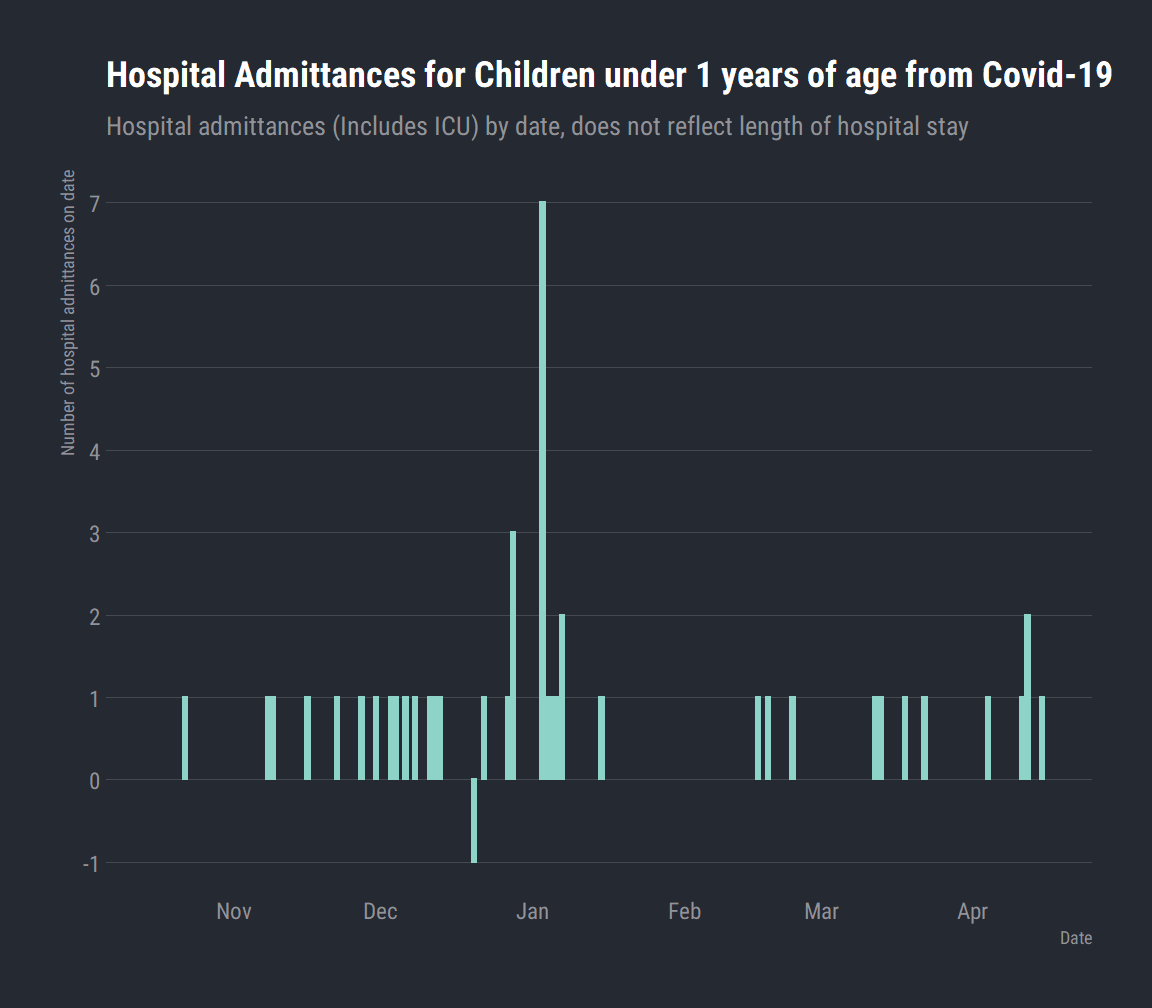 Hospital Admittances for Children under 1 years of age from Covid-19
Hospital admittances (Includes ICU) by date, does not reflect length of hospital stay
Number of hospital admittances on date
7
6
5
4
3
2
1
0
-1
Nov Dec Jan Feb Mar Apr
Date